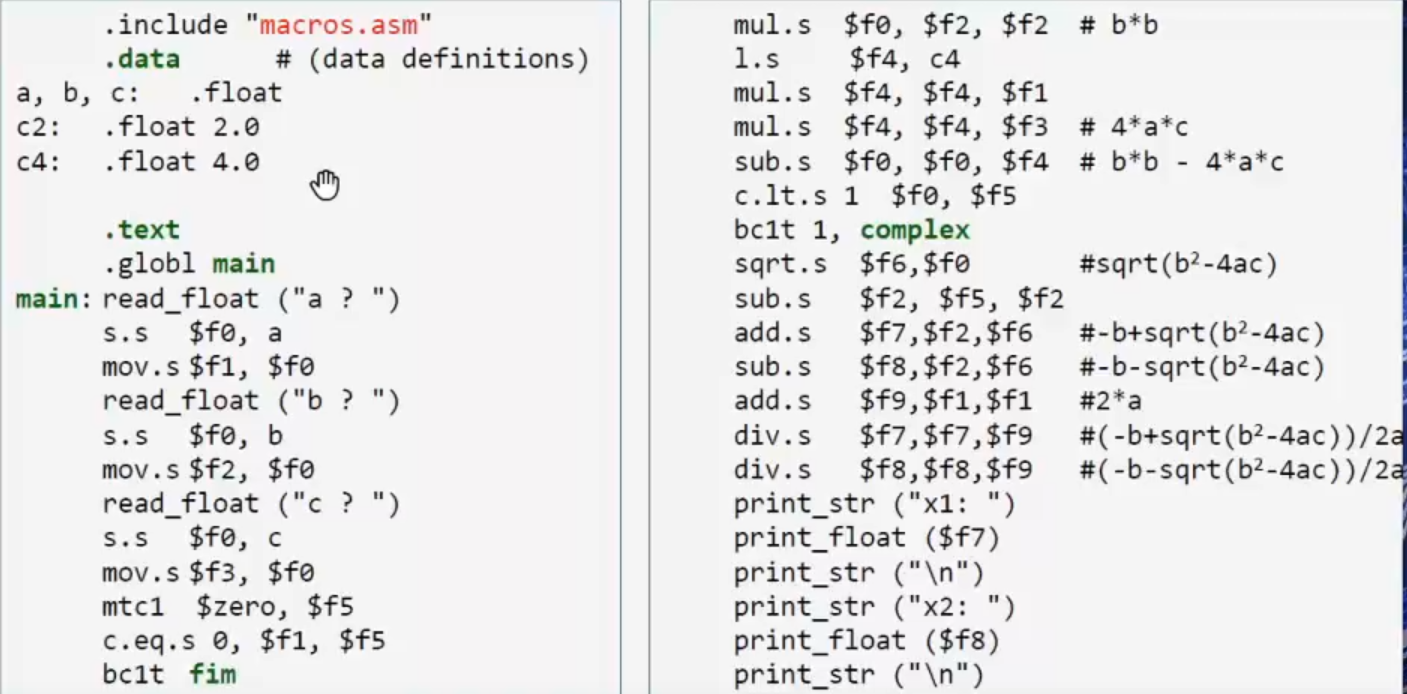 .include "macros.asm"
.data # (data definitions)
a, b, c: .float
c2: .float 2.0
c4: .float 4.0
.text
.globl main
main: read_float ("a ? ")
s.s $f0, a
mov.s $f1, $f0
read_float ("b ? ")
s.s $f0, b
mov.s $f2, $f0
read_float ("c ? ")
s.s $f0, c
mov.s $f3, $f0
mtc1 $zero, $f5
c.eq.s 0, $f1, $f5
bc1t fim
mul.s $f0, $f2, $f2 # b*b
l.s $f4, c4
mul.s $f4, $f4, $f1
mul.s $f4, $f4, $f3 # 4*a*c
sub.s $f0, $f0, $f4 # b*b - 4*a*c
c.lt.s 1 $f0, $f5
bc1t 1, complex
sqrt.s $f6,$f0 #sqrt(b²-4ac)
sub.s $f2, $f5, $f2
add.s $f7,$f2,$f6 #-b+sqrt(b²-4ac)
sub.s $f8,$f2,$f6 #-b-sqrt(b²-4ac)
add.s $f9,$f1,$f1 #2*a
div.s $f7,$f7,$f9 #(-b+sqrt(b²-4ac))/2a
div.s $f8,$f8,$f9 #(-b-sqrt(b²-4ac))/2a
print_str ("x1: ")
print_float ($f7)
print_str ("\n")
print_str ("x2: ")
print_float ($f8)
print_str ("\n")